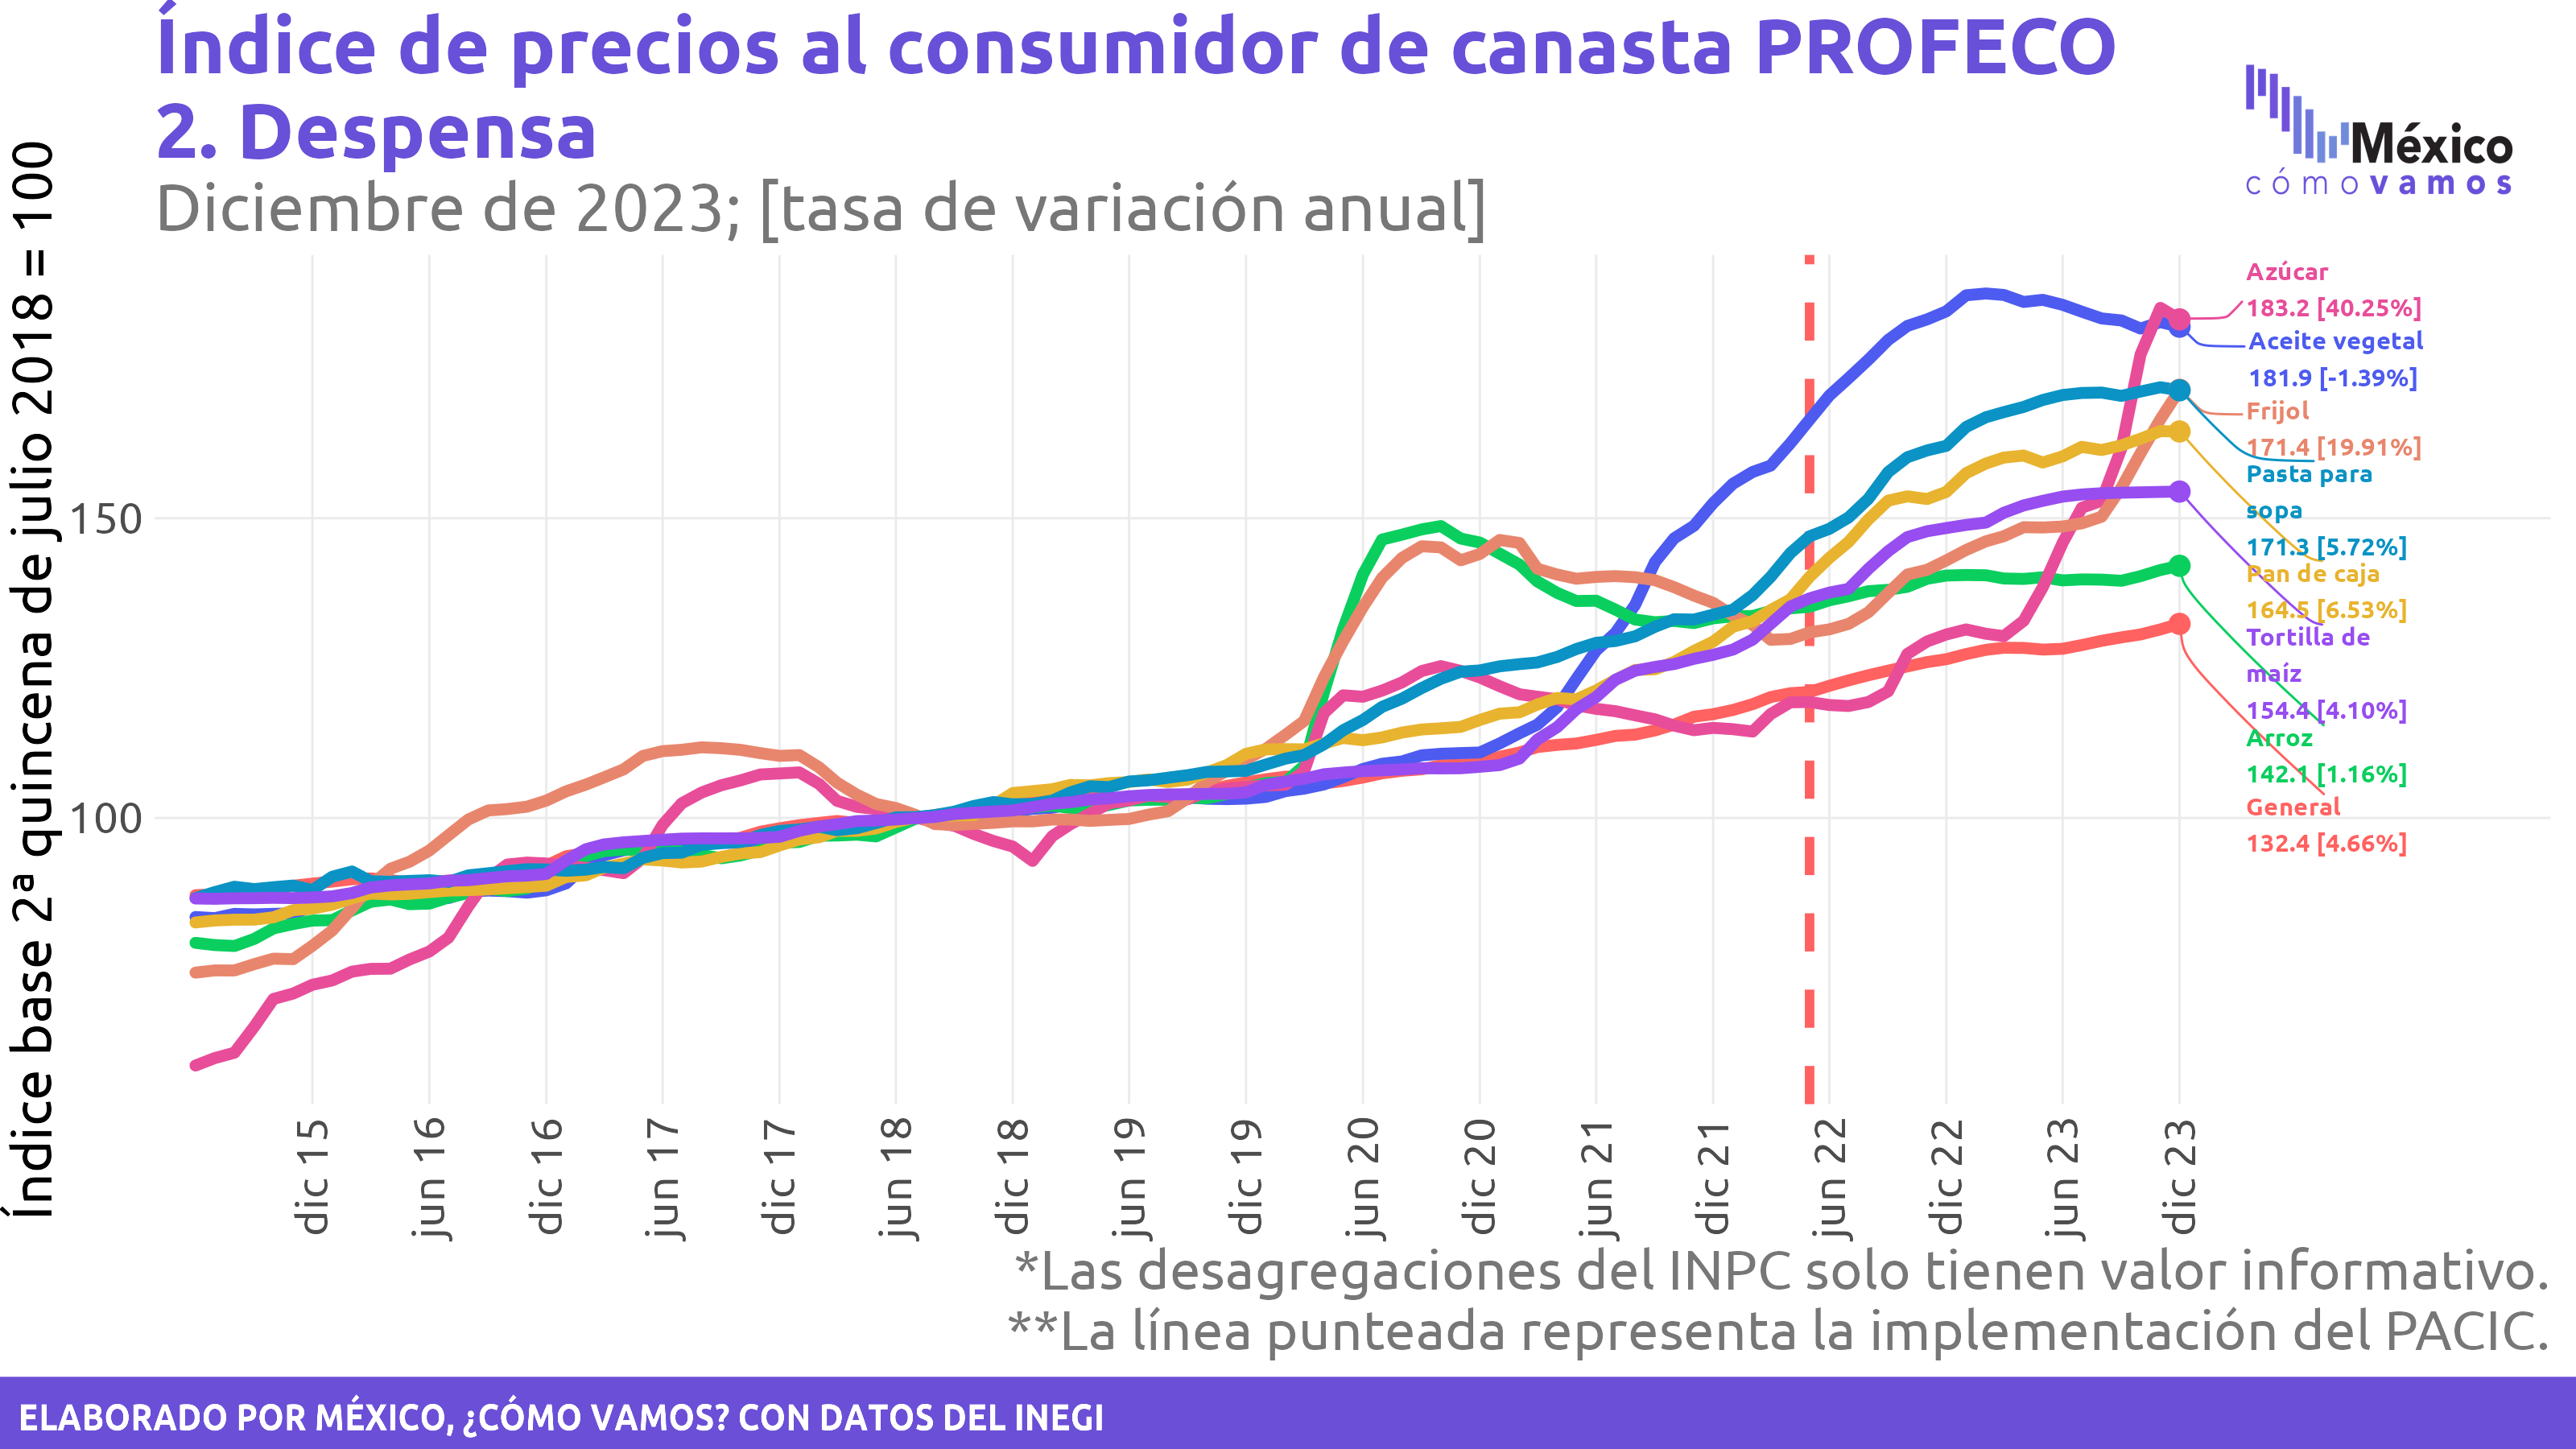 Índice de precios al consumidor de canasta PROFECO
2. Despensa
Diciembre de 2023; [tasa de variación anual]
México
cómo vamos
Índice base 2ª quincena de julio 2018 = 100
150
100
Azúcar
183.2 [40.25%]
Aceite vegetal
181.9 [-1.39%]
Frijol
171.4 [19.91%]
Pasta para
sopa
171.3 [5.72%]
Pan de caja
164.5 [6.53%]
Tortilla de
maíz
154.4 [4.10%]
Arroz
142.1 [1.16%]
General
132.4 [4.66%]
dic 15
jun 16
dic 16
jun 17
dic 17
jun 18
dic 18
jun 19
dic 19
jun 20
dic 20
jun 21
dic 21
jun 22
dic 22
jun 23
dic 23
*Las desagregaciones del INPC solo tienen valor informativo.
**La línea punteada representa la implementación del PACIC.
ELABORADO POR MÉXICO, ¿CÓMO VAMOS? CON DATOS DEL INEGI